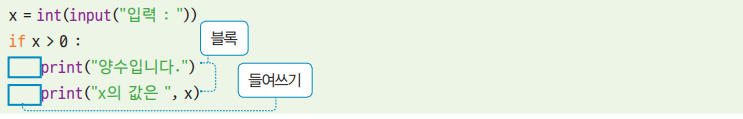 x = int(input("입력 : "))
if x > 0 :
블록
print("양수입니다.")
들여쓰기
print("x의 값은 ", x)